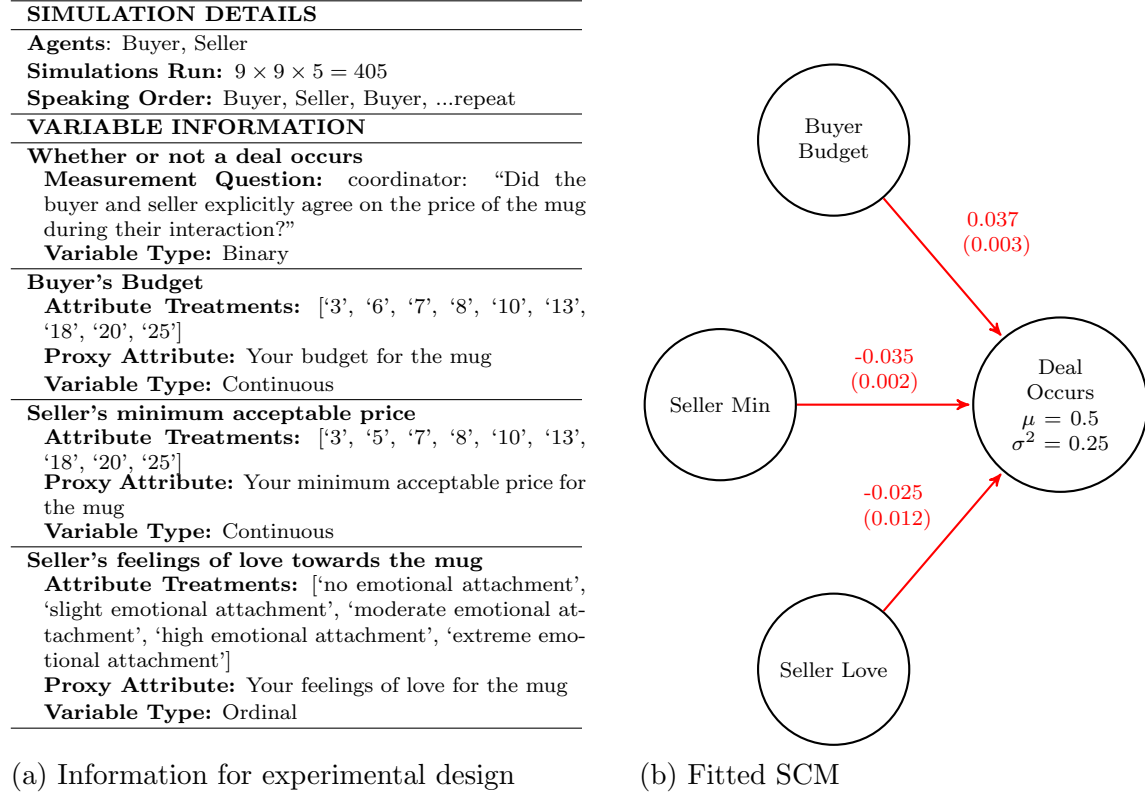 SIMULATION DETAILS
Agents: Buyer, Seller
Simulations Run: 9 × 9 × 5 = 405
Speaking Order: Buyer, Seller, Buyer, ...repeat
VARIABLE INFORMATION
Whether or not a deal occurs
Measurement Question: coordinator: “Did the
buyer and seller explicitly agree on the price of the mug
during their interaction?”
Variable Type: Binary
Buyer's Budget
Attribute Treatments: [‘3’, ‘6’, ‘7’, ‘8’, ‘10’, ‘13’,
‘18’, ‘20’, ‘25’]
Proxy Attribute: Your budget for the mug
Variable Type: Continuous
Seller's minimum acceptable price
Attribute Treatments: [‘3’, ‘5’, ‘7’, ‘8’, ‘10’, ‘13’,
‘18’, ‘20’, ‘25’]
Proxy Attribute: Your minimum acceptable price for
the mug
Variable Type: Continuous
Seller's feelings of love towards the mug
Attribute Treatments: [‘no emotional attachment’,
‘slight emotional attachment’, ‘moderate emotional at-
tachment’, ‘high emotional attachment’, ‘extreme emo-
tional attachment’]
Proxy Attribute: Your feelings of love for the mug
Variable Type: Ordinal
(a) Information for experimental design
Buyer
Budget
0.037
(0.003)
Seller Min
-0.035
(0.002)
Deal
Occurs
μ = 0.5
σ² = 0.25
-0.025
(0.012)
Seller Love
(b) Fitted SCM